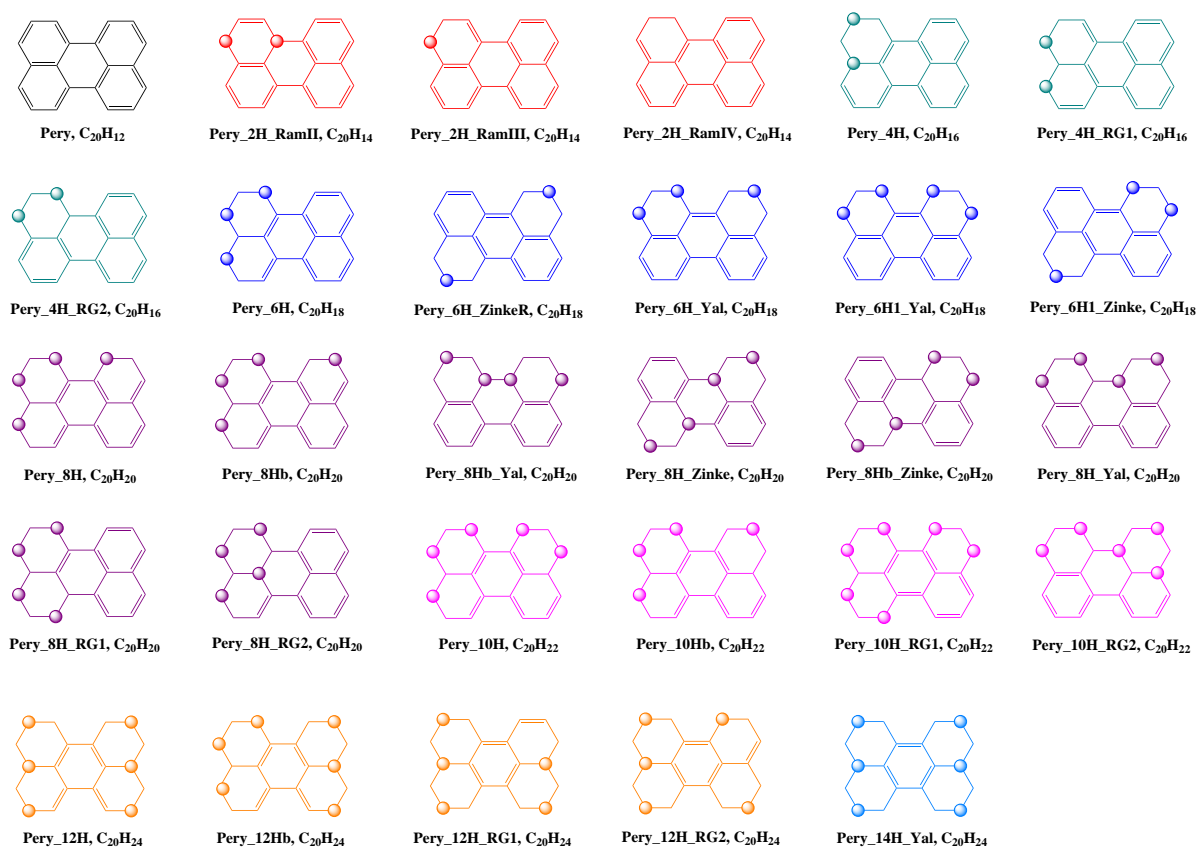 Pery, C20H12
Pery_2H_RamII, C20H14
Pery_2H_RamIII, C20H14
Pery_2H_RamIV, C20H14
Pery_4H, C20H16
Pery_4H_RG1, C20H16
Pery_4H_RG2, C20H16
Pery_6H, C20H18
Pery_6H_ZinkeR, C20H18
Pery_6H_Yal, C20H18
Pery_6H1_Yal, C20H18
Pery_6H1_Zinke, C20H18
Pery_8H, C20H20
Pery_8Hb, C20H20
Pery_8Hb_Yal, C20H20
Pery_8H_Zinke, C20H20
Pery_8Hb_Zinke, C20H20
Pery_8H_Yal, C20H20
Pery_8H_RG1, C20H20
Pery_8H_RG2, C20H20
Pery_10H, C20H22
Pery_10Hb, C20H22
Pery_10H_RG1, C20H22
Pery_10H_RG2, C20H22
Pery_12H, C20H24
Pery_12Hb, C20H24
Pery_12H_RG1, C20H24
Pery_12H_RG2, C20H24
Pery_14H_Yal, C20H24